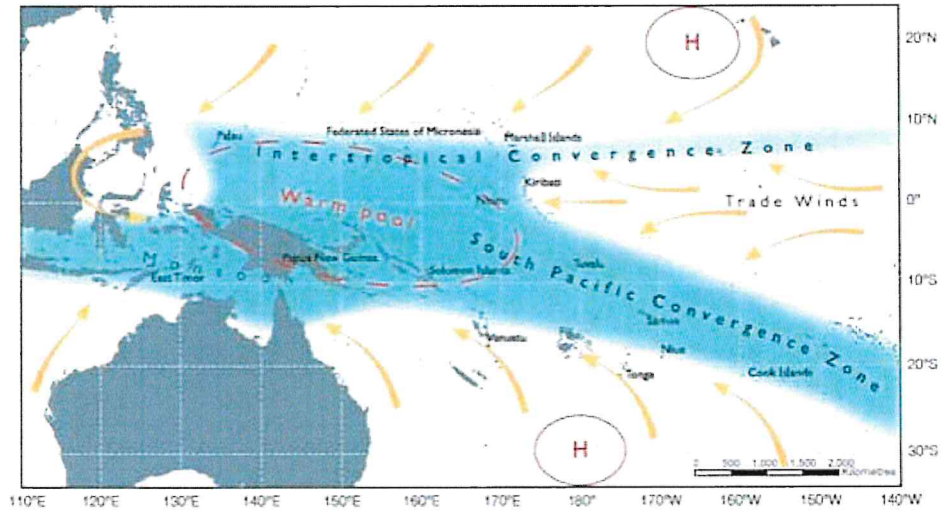 H
20°N
10°N
Palau
Federated States of Micronesia
Marshall Islands
Intertropical Convergence Zone
Kiribati
Nauru
Trade Winds
0°
Warm pool
South Pacific Convergence Zone
Monsoon
East Timor
Papua New Guinea
Solomon Islands
Tuvalu
10°S
Samoa
Vanuatu
Fiji
Niue
Tonga
Cook Islands
20°S
H
0 500 1,000 1,500 2,000
Kilometres
30°S
110°E 120°E 130°E 140°E 150°E 160°E 170°E 180° 170°W 160°W 150°W 140°W